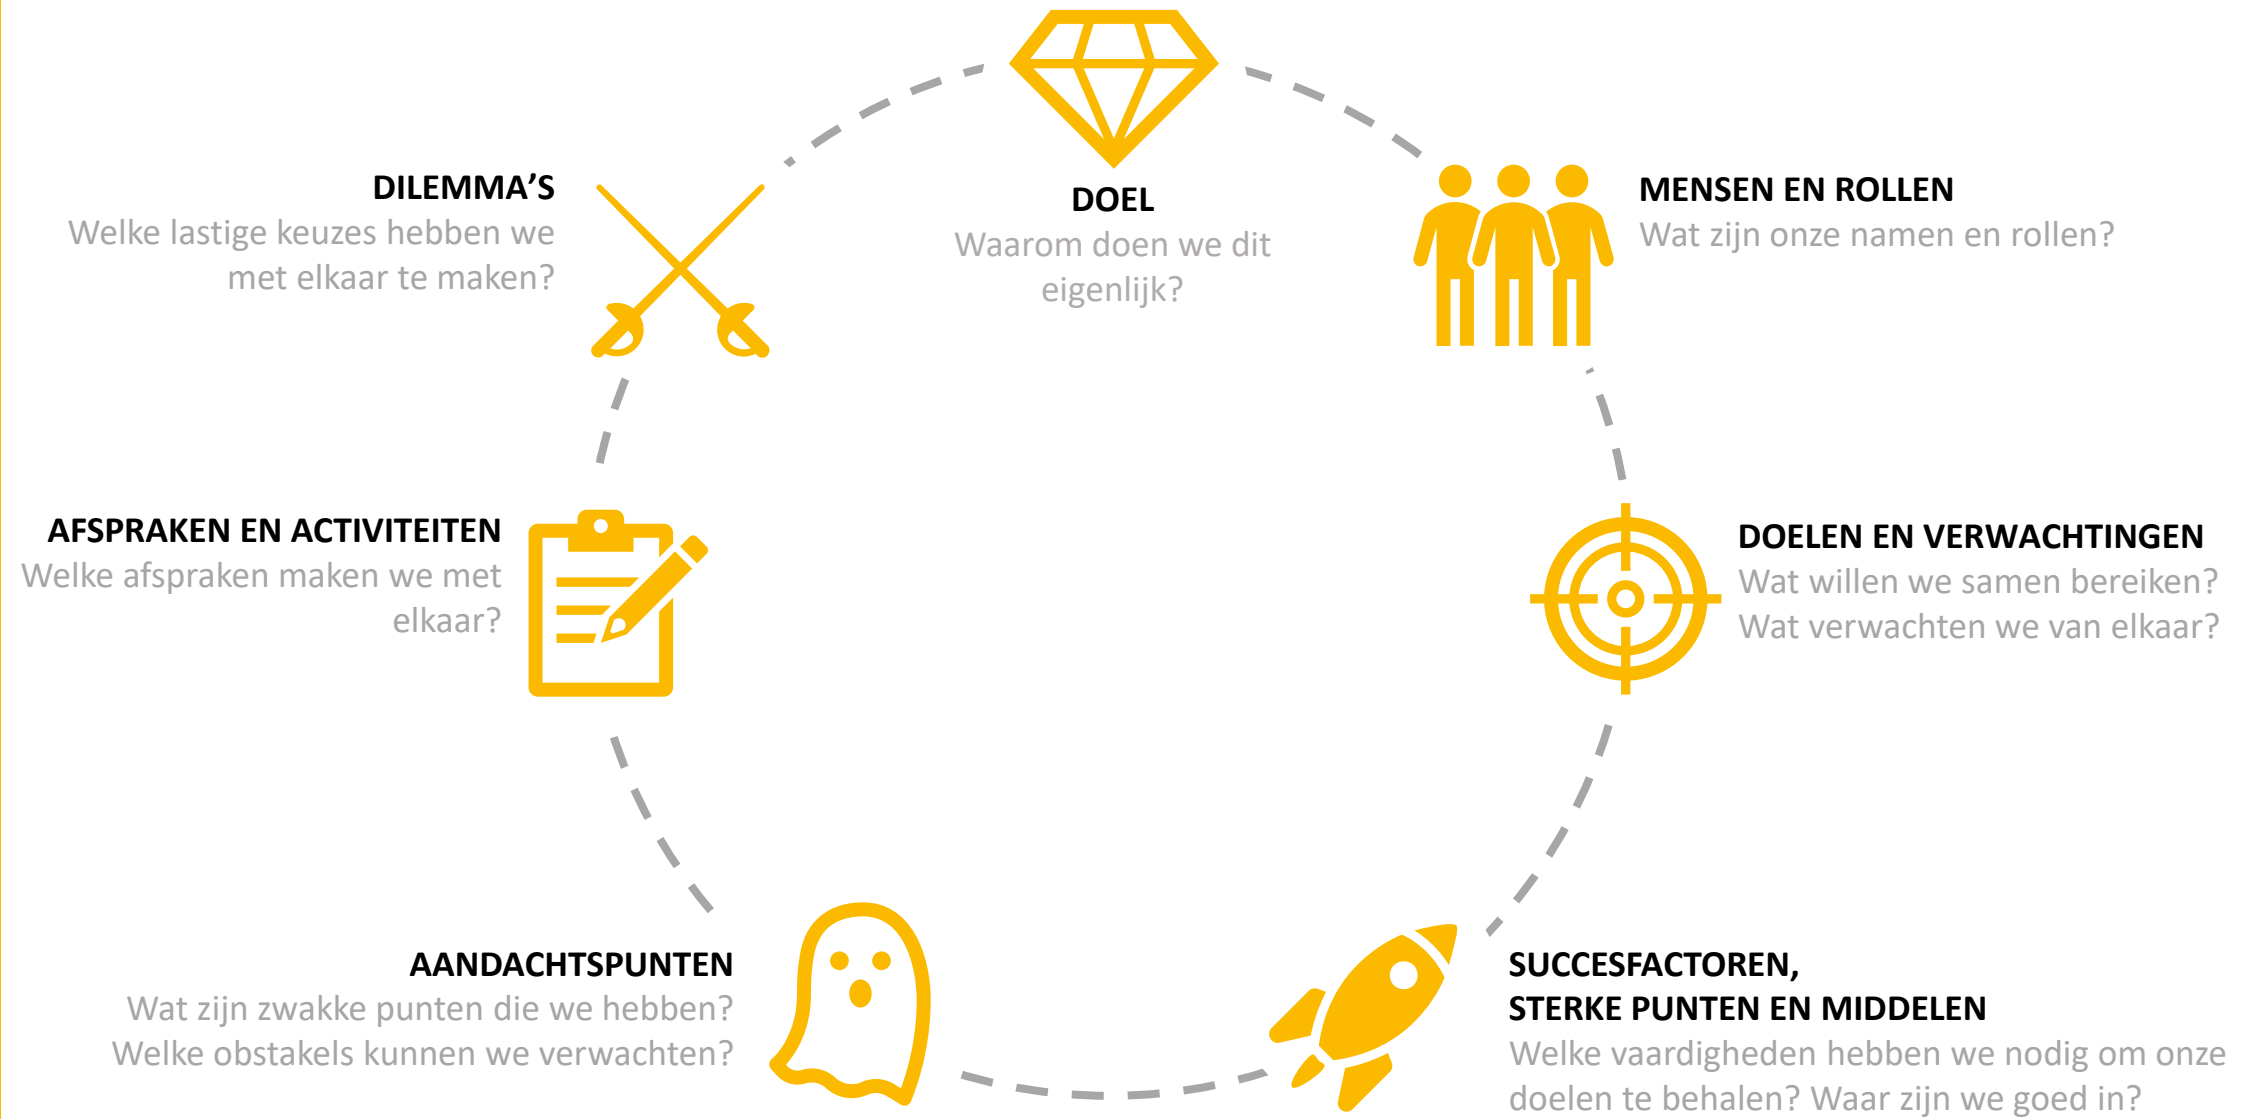 DOEL
Waarom doen we dit
eigenlijk?
MENSEN EN ROLLEN
Wat zijn onze namen en rollen?
DOELEN EN VERWACHTINGEN
Wat willen we samen bereiken?
Wat verwachten we van elkaar?
SUCCESFACTOREN,
STERKE PUNTEN EN MIDDELEN
Welke vaardigheden hebben we nodig om onze
doelen te behalen? Waar zijn we goed in?
AANDACHTSPUNTEN
Wat zijn zwakke punten die we hebben?
Welke obstakels kunnen we verwachten?
AFSPRAKEN EN ACTIVITEITEN
Welke afspraken maken we met
elkaar?
DILEMMA’S
Welke lastige keuzes hebben we
met elkaar te maken?